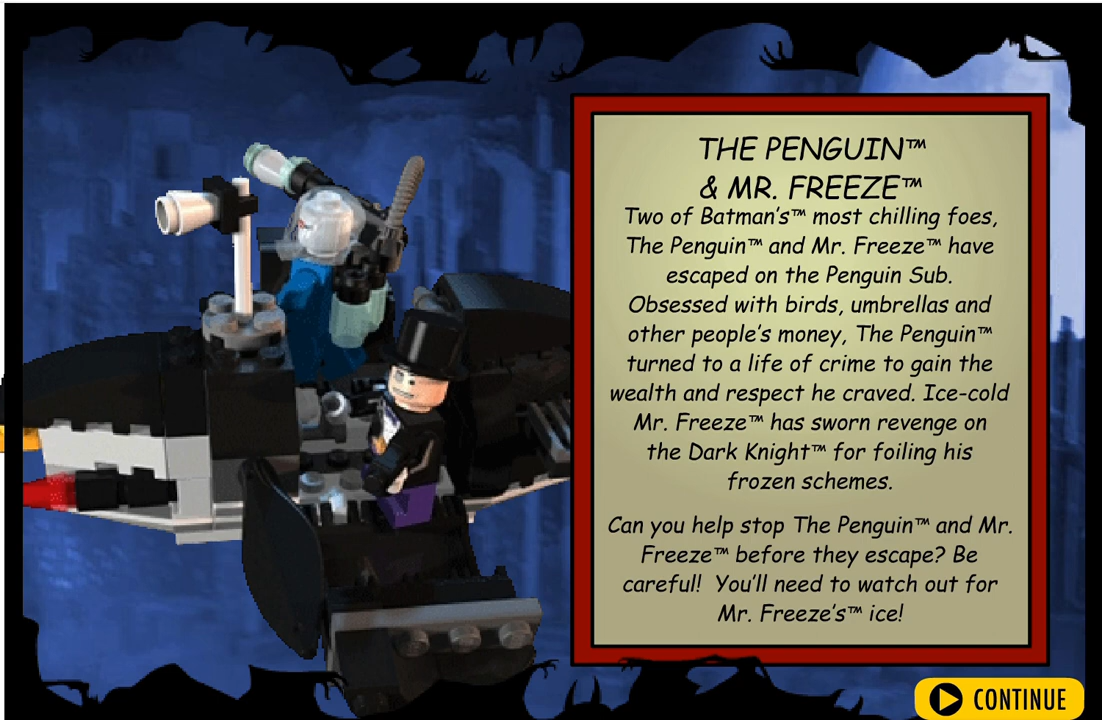 THE PENGUIN™
& MR. FREEZE™
Two of Batman's™ most chilling foes,
The Penguin™ and Mr. Freeze™ have
escaped on the Penguin Sub.
Obsessed with birds, umbrellas and
other people's money, The Penguin™
turned to a life of crime to gain the
wealth and respect he craved. Ice-cold
Mr. Freeze™ has sworn revenge on
the Dark Knight™ for foiling his
frozen schemes.
Can you help stop The Penguin™ and Mr.
Freeze™ before they escape? Be
careful!  You'll need to watch out for
Mr. Freeze's™ ice!
CONTINUE